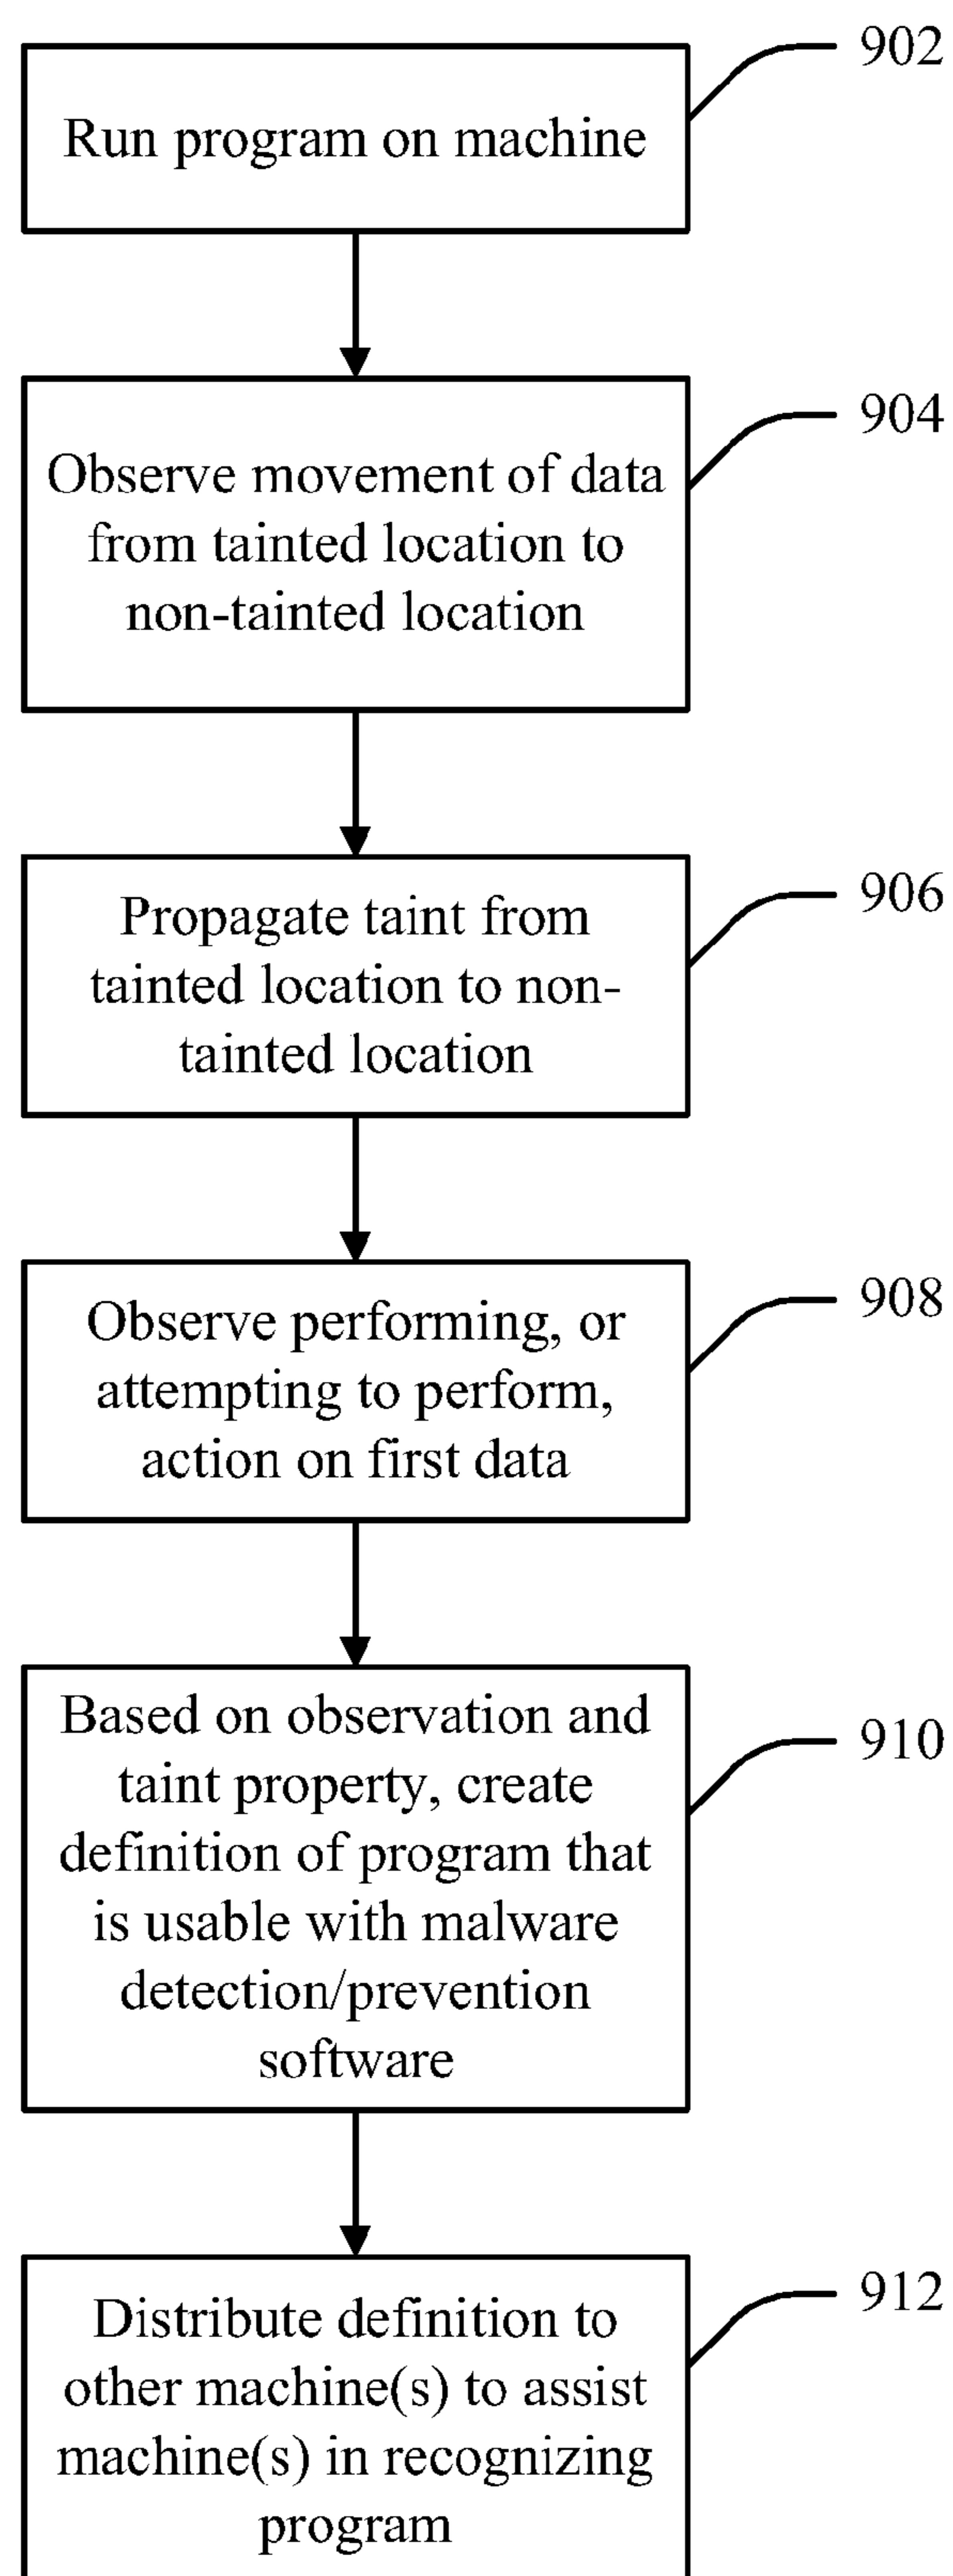 902
Run program on machine
904
Observe movement of data
from tainted location to
non-tainted location
906
Propagate taint from
tainted location to non-
tainted location
908
Observe performing, or
attempting to perform,
action on first data
910
Based on observation and
taint property, create
definition of program that
is usable with malware
detection/prevention
software
912
Distribute definition to
other machine(s) to assist
machine(s) in recognizing
program